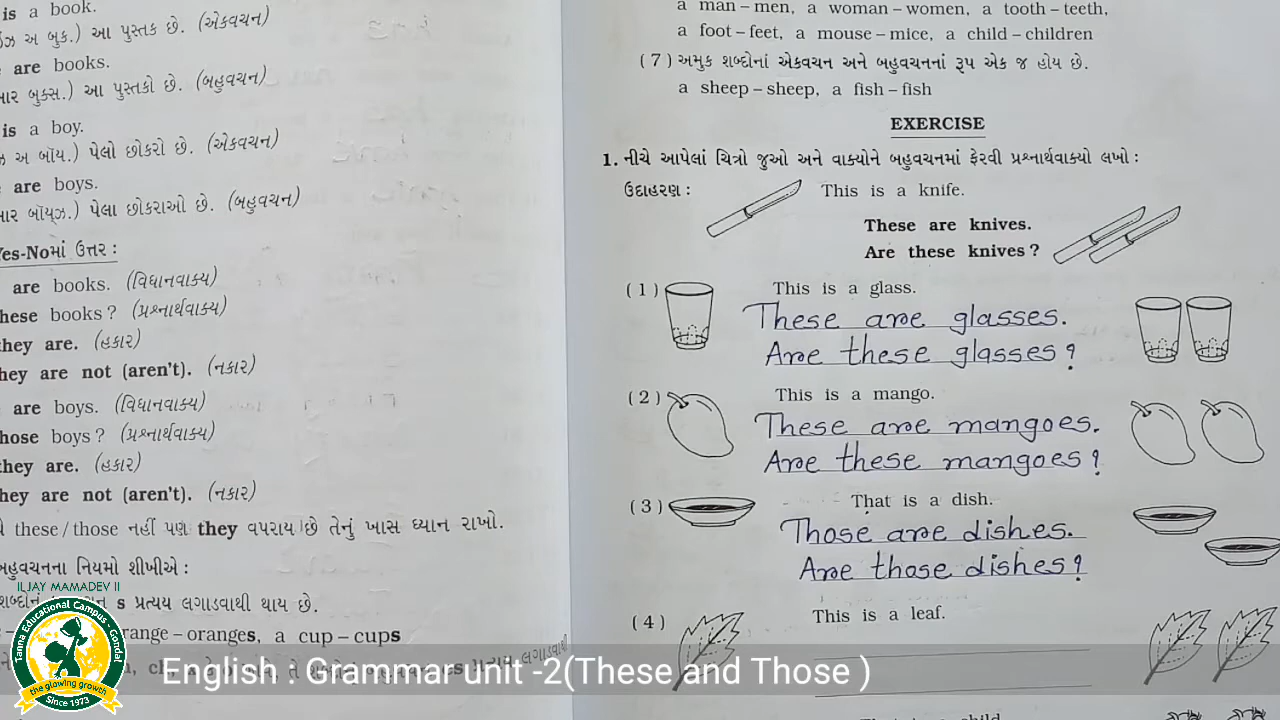 is a book.
અ બુક.) આ પુસ્તક છે. (એકવચન)
are books.
બુક્સ.) આ પુસ્તકો છે. (બહુવચન)
is a boy.
અ બૉય.) પેલો છોકરો છે. (એકવચન)
are boys.
બૉય્ઝ.) પેલા છોકરાઓ છે. (બહુવચન)
Yes-Noમાં ઉત્તર :
are books. (વિધાનવાક્ય)
these books ? (પ્રશ્નાર્થવાક્ય)
they are. (હકાર)
they are not (aren't). (નકાર)
are boys. (વિધાનવાક્ય)
those boys ? (પ્રશ્નાર્થવાક્ય)
they are. (હકાર)
they are not (aren't). (નકાર)
these / those નહીં પણ they વપરાય છે તેનું ખાસ ધ્યાન રાખો.
બહુવચનના નિયમો શીખીએ :
s પ્રત્યય લગાડવાથી થાય છે.
orange – oranges, a cup – cups
a man – men, a woman – women, a tooth – teeth,
a foot – feet, a mouse – mice, a child – children
( 7 ) અમુક શબ્દોનાં એકવચન અને બહુવચનનાં રૂપ એક જ હોય છે.
a sheep – sheep, a fish – fish
EXERCISE
1. નીચે આપેલાં ચિત્રો જુઓ અને વાક્યોને બહુવચનમાં ફેરવી પ્રશ્નાર્થવાક્યો લખો :
ઉદાહરણ : This is a knife.
These are knives.
Are these knives ?
( 1 ) This is a glass.
These are glasses.
Are these glasses ?
( 2 ) This is a mango.
These are mangoes.
Are these mangoes ?
( 3 ) That is a dish.
Those are dishes.
Are those dishes ?
( 4 ) This is a leaf.
child
ILJAY MAMADEV II
Tanna Educational Campus - Gondal
the glowing growth
Since 1973
English . Grammar unit -2(These and Those )